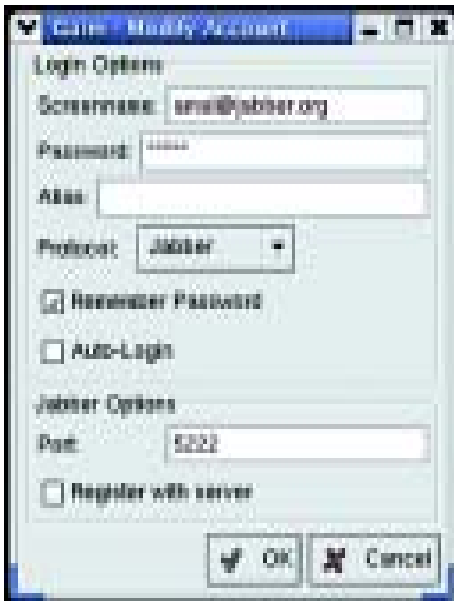 Gaim - Modify Account
Login Options
Screenname:
Password: *****
Alias:
Protocol: Jabber
Remember Password
Auto-Login
Jabber Options
Port: 5222
Register with server
OK Cancel